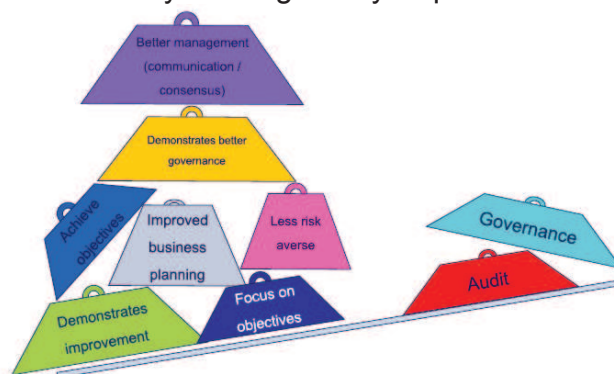 Better management
(communication /
consensus)
Demonstrates better
governance
Achieve
objectives
Improved
business
planning
Less risk
averse
Governance
Demonstrates
improvement
Focus on
objectives
Audit